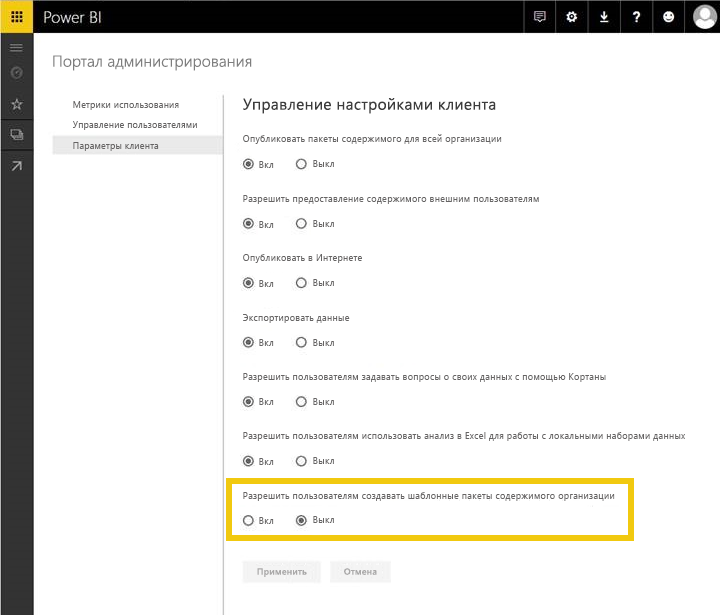 Power BI
Портал администрирования
Метрики использования
Управление пользователями
Параметры клиента
Управление настройками клиента
Опубликовать пакеты содержимого для всей организации
Вкл Выкл
Разрешить предоставление содержимого внешним пользователям
Вкл Выкл
Опубликовать в Интернете
Вкл Выкл
Экспортировать данные
Вкл Выкл
Разрешить пользователям задавать вопросы о своих данных с помощью Кортаны
Вкл Выкл
Разрешить пользователям использовать анализ в Excel для работы с локальными наборами данных
Вкл Выкл
Разрешить пользователям создавать шаблонные пакеты содержимого организации
Вкл Выкл
Применить Отмена